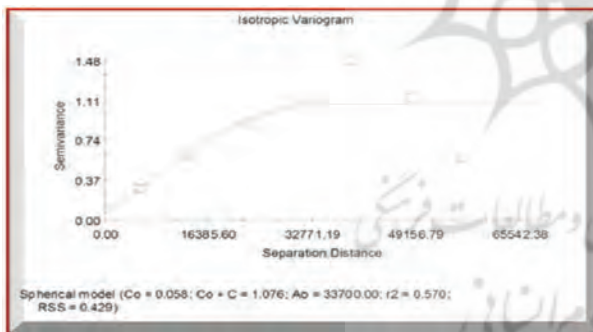 Isotropic Variogram
1.48
1.11
0.74
0.37
0.00
Semivariance
0.00 16385.60 32771.19 49156.79 65542.38
Separation Distance
Spherical model (Co = 0.058; Co + C = 1.076; Ao = 33700.00; r2 = 0.570;
RSS = 0.429)
و مطالعات فرهنگی